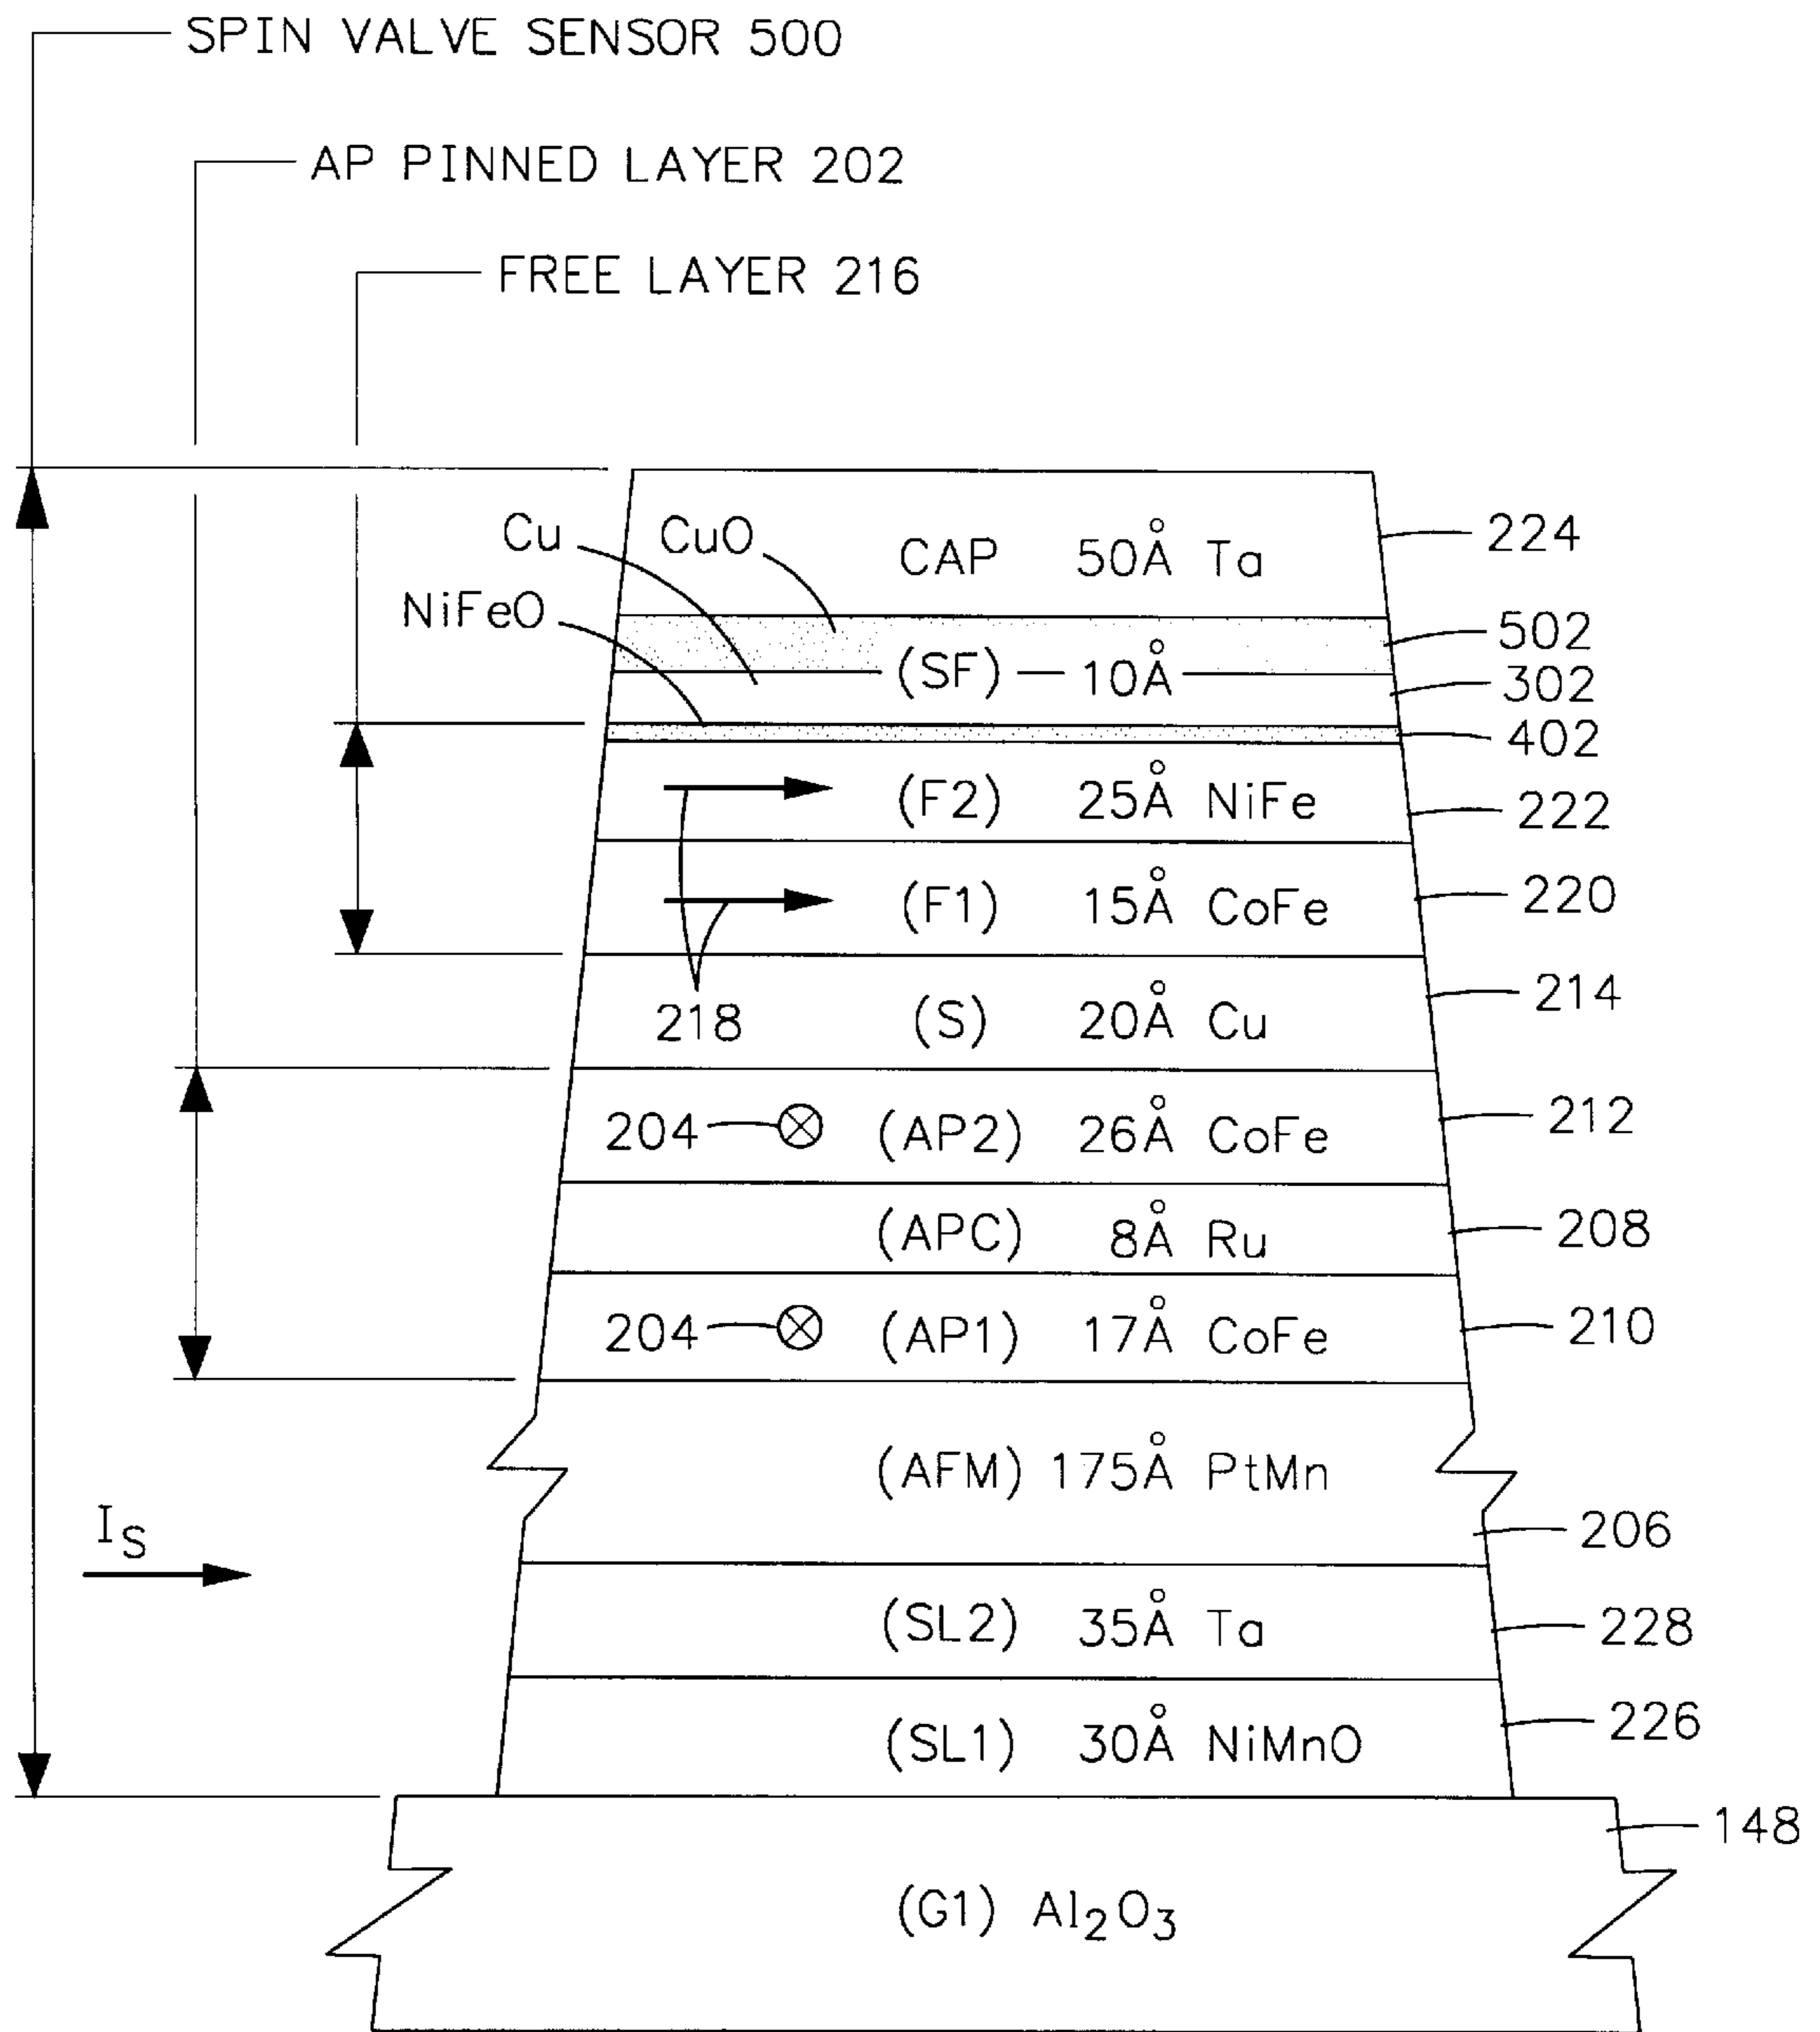 SPIN VALVE SENSOR 500
AP PINNED LAYER 202
FREE LAYER 216
Cu
CuO
CAP 50Å Ta
224
NiFeO
502
(SF) — 10Å
302
402
(F2) 25Å NiFe
222
(F1) 15Å CoFe
220
218
(S) 20Å Cu
214
204
(AP2) 26Å CoFe
212
(APC) 8Å Ru
208
204
(AP1) 17Å CoFe
210
(AFM) 175Å PtMn
206
IS
(SL2) 35Å Ta
228
(SL1) 30Å NiMnO
226
148
(G1) Al2O3